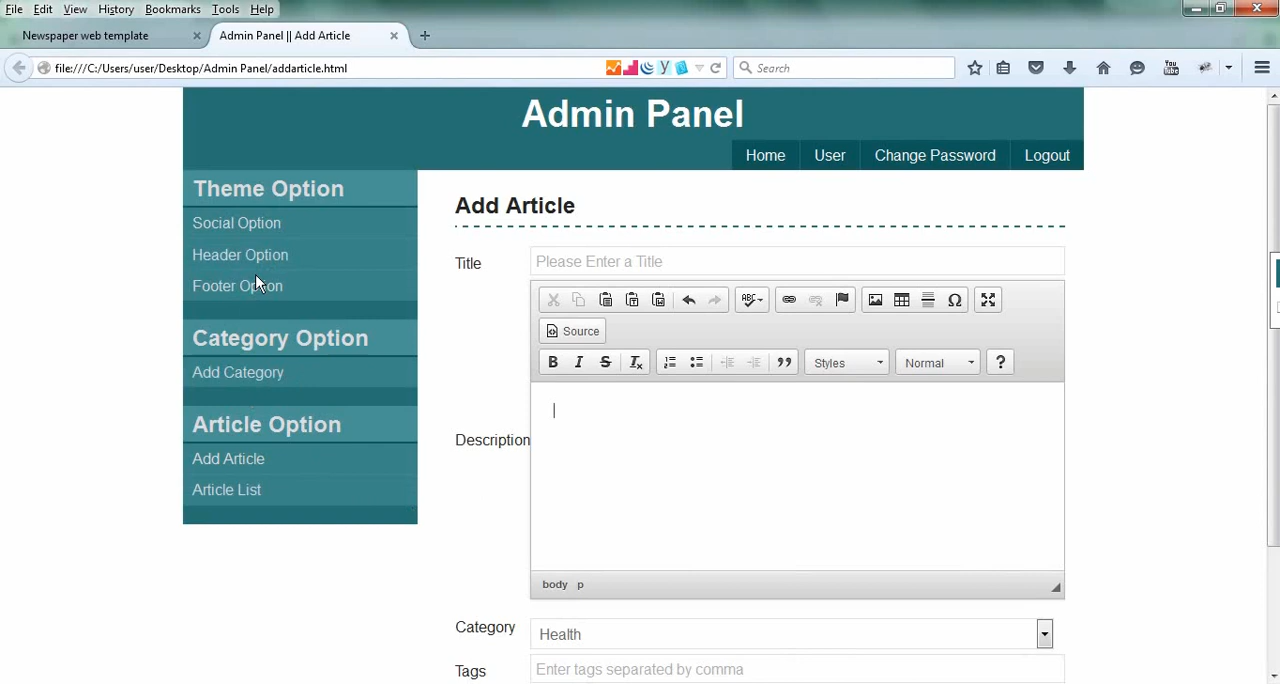 File Edit View History Bookmarks Tools Help
Newspaper web template × Admin Panel || Add Article × +
file:///C:/Users/user/Desktop/Admin Panel/addarticle.html Search
Admin Panel
Home User Change Password Logout
Theme Option
Social Option
Header Option
Footer Option
Category Option
Add Category
Article Option
Add Article
Article List
Add Article
Title Please Enter a Title
Source
B I S Styles Normal ?
Description
body p
Category Health
Tags Enter tags separated by comma